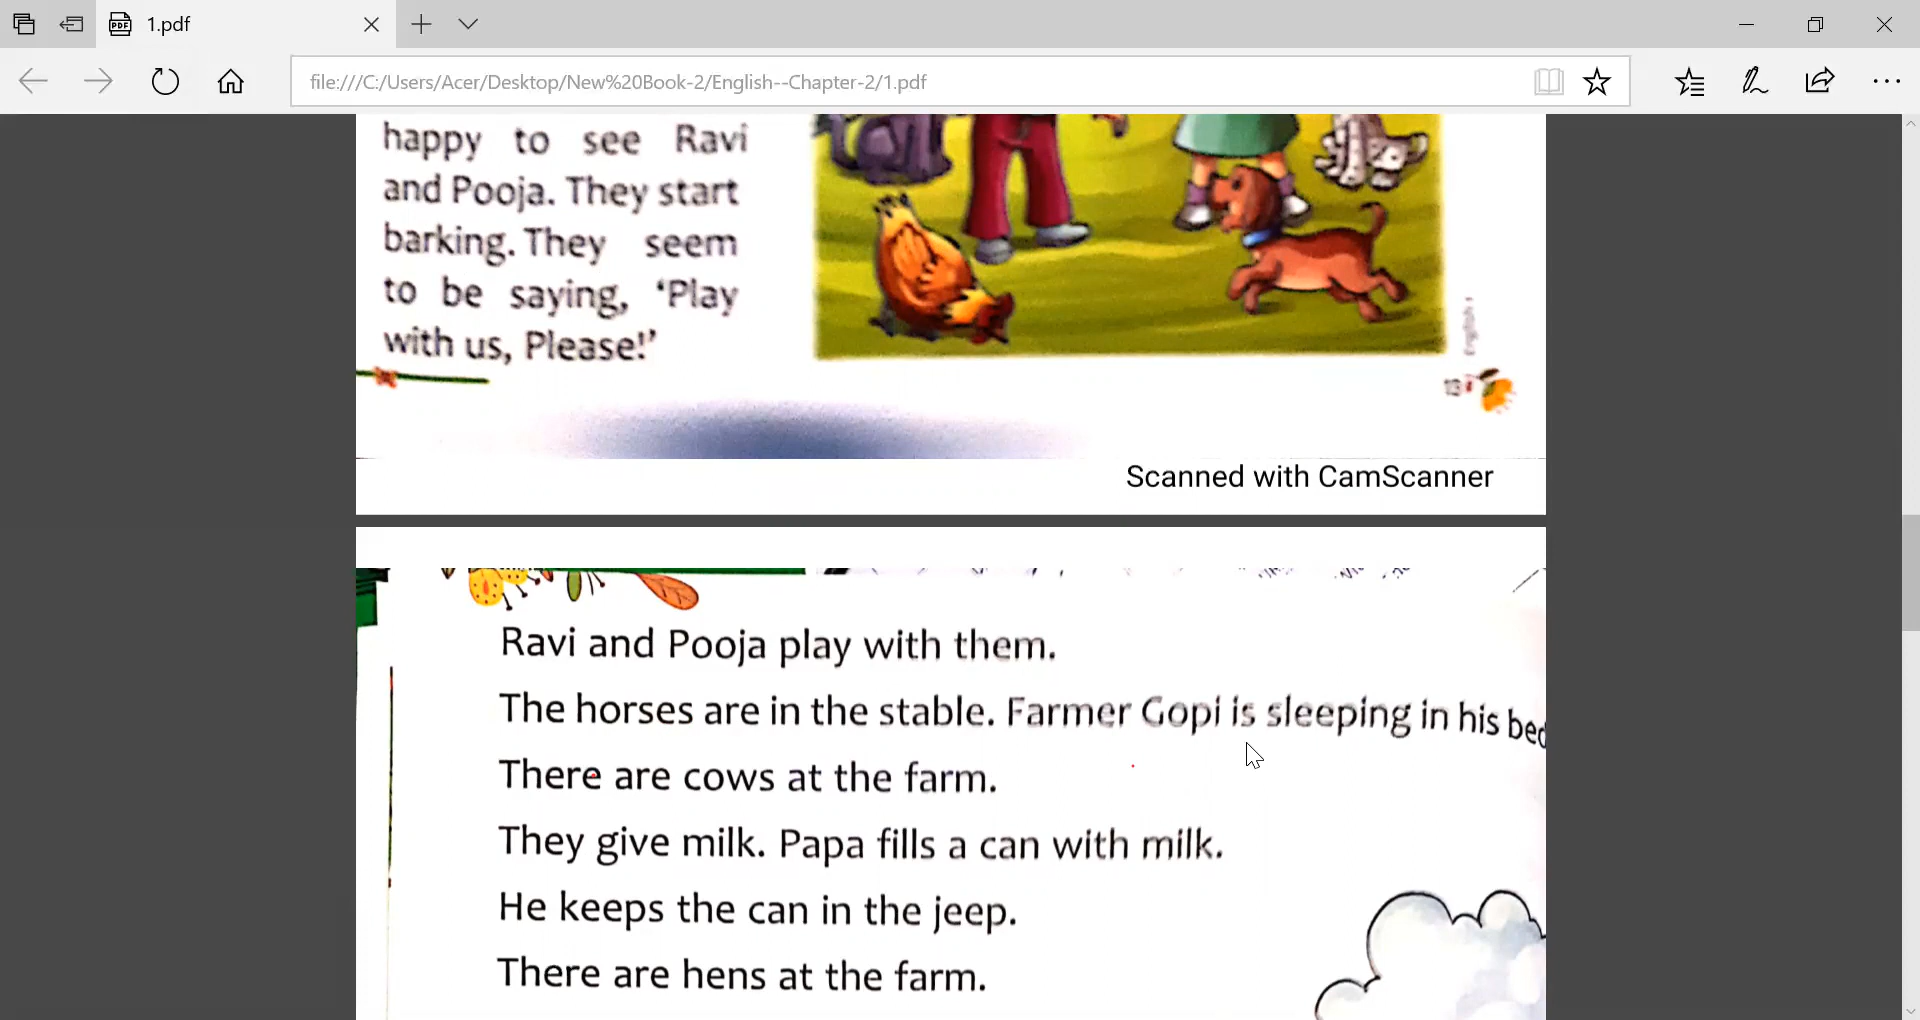 1.pdf
file:///C:/Users/Acer/Desktop/New%20Book-2/English--Chapter-2/1.pdf
happy to see Ravi
and Pooja. They start
barking. They seem
to be saying, ‘Play
with us, Please!’
English 1
13
Scanned with CamScanner
Ravi and Pooja play with them.
The horses are in the stable. Farmer Gopi is sleeping in his bed
There are cows at the farm.
They give milk. Papa fills a can with milk.
He keeps the can in the jeep.
There are hens at the farm.